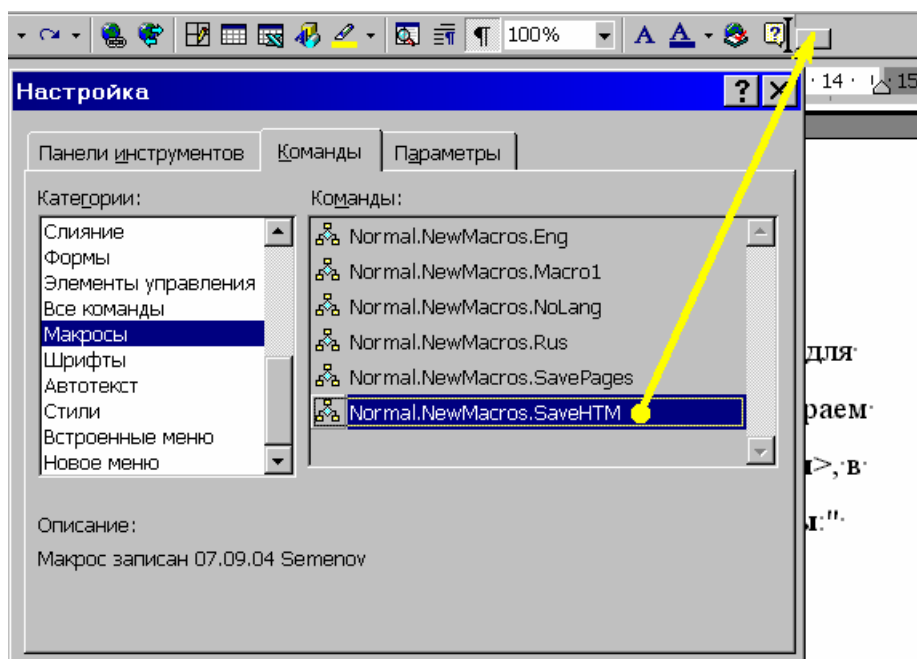 100%
A A
Настройка
· 14 · 15
Панели инструментов Команды Параметры
Категории: Команды:
Слияние
Формы
Элементы управления
Все команды
Макросы
Шрифты
Автотекст
Стили
Встроенные меню
Новое меню
Normal.NewMacros.Eng
Normal.NewMacros.Macro1
Normal.NewMacros.NoLang
Normal.NewMacros.Rus
Normal.NewMacros.SavePages
Normal.NewMacros.SaveHTM
Описание:
Макрос записан 07.09.04 Semenov
для·
раем·
>,·в·
ы:"·